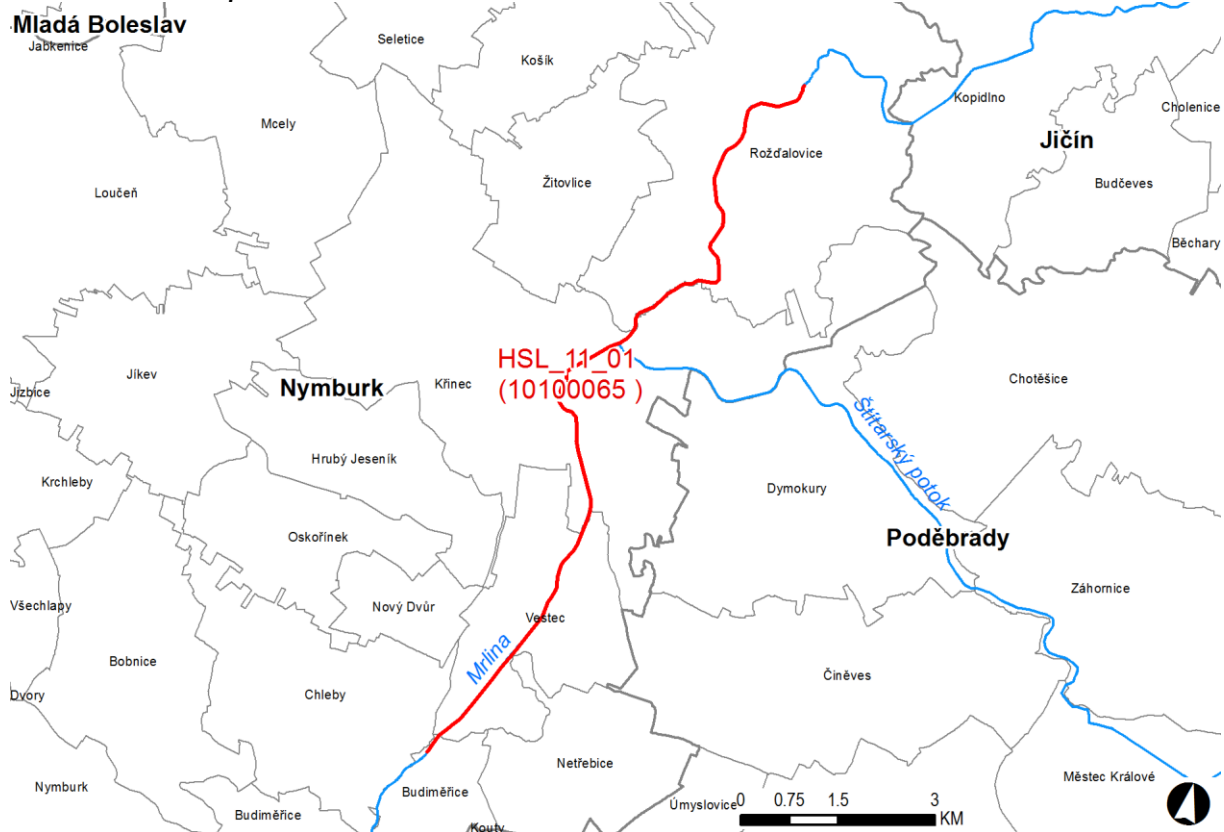 Mladá Boleslav
Jabkenice
Seletice
Košík
Mcely
Kopidlno
Cholenice
Jičín
Rožďalovice
Budčeves
Žitovlice
Loučeň
Běchary
HSL_11_01
(10100065 )
Jíkev
Nymburk
Křinec
Chotěšice
Jizbice
Štítarský potok
Hrubý Jeseník
Krchleby
Dymokury
Oskořínek
Poděbrady
Všechlapy
Nový Dvůr
Vestec
Záhornice
Mrlina
Bobnice
Činěves
Dvory
Chleby
Netřebice
Městec Králové
Nymburk
Budiměřice
Úmyslovice
0 0.75 1.5 3
KM
Budiměřice
Kouty